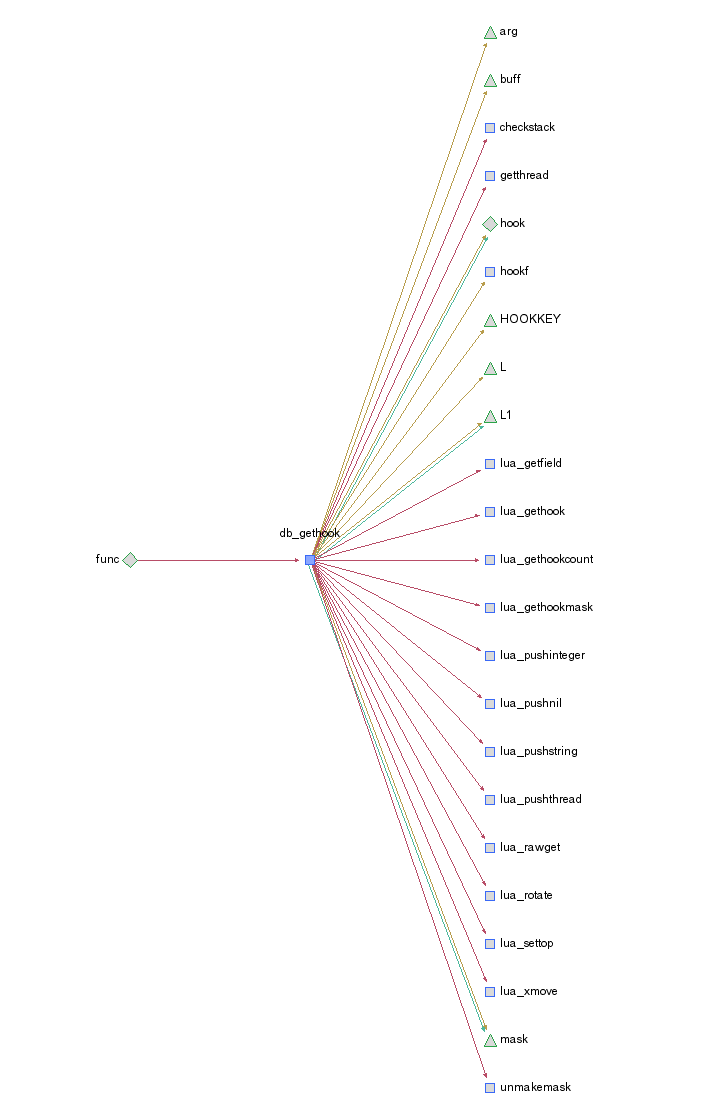 arg
buff
checkstack
getthread
hook
hookf
HOOKKEY
L
L1
lua_getfield
lua_gethook
db_gethook
func
lua_gethookcount
lua_gethookmask
lua_pushinteger
lua_pushnil
lua_pushstring
lua_pushthread
lua_rawget
lua_rotate
lua_settop
lua_xmove
mask
unmakemask